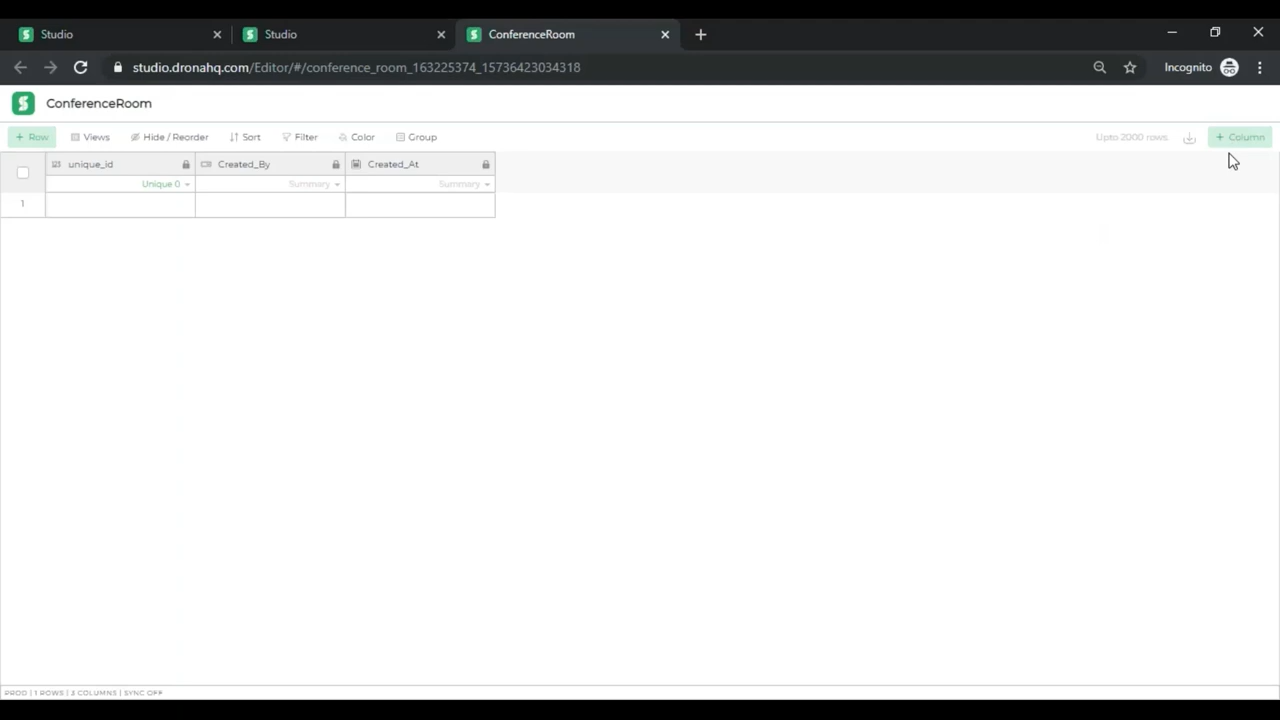 Studio
Studio
ConferenceRoom
studio.dronahq.com/Editor/#/conference_room_163225374_15736423034318
Incognito
ConferenceRoom
+ Row Views Hide / Reorder Sort Filter Color Group Upto 2000 rows. + Column
unique_id Created_By Created_At
Unique 0 Summary Summary
1
PROD | 1 ROWS | 3 COLUMNS | SYNC OFF